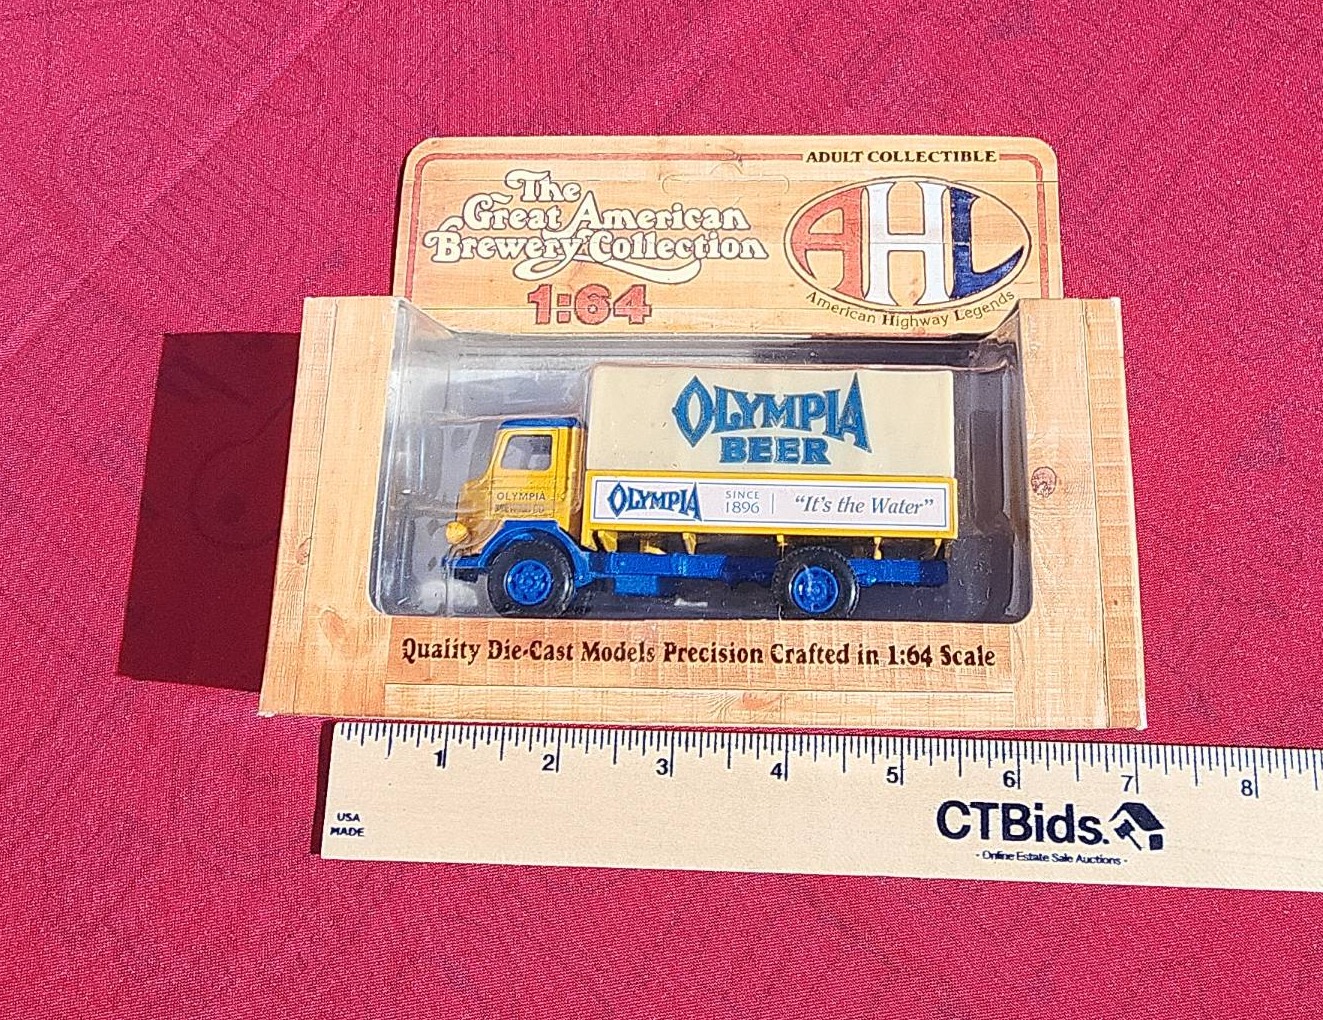 ADULT COLLECTIBLE
The
Great American
Brewery Collection
1:64
AHL
American Highway Legends
OLYMPIA
BEER
OLYMPIA
SINCE
1896
"It's the Water"
OLYMPIA
Quality Die-Cast Models Precision Crafted in 1:64 Scale
1 2 3 4 5 6 7 8
USA
MADE
CTBids.
- Online Estate Sale Auctions -